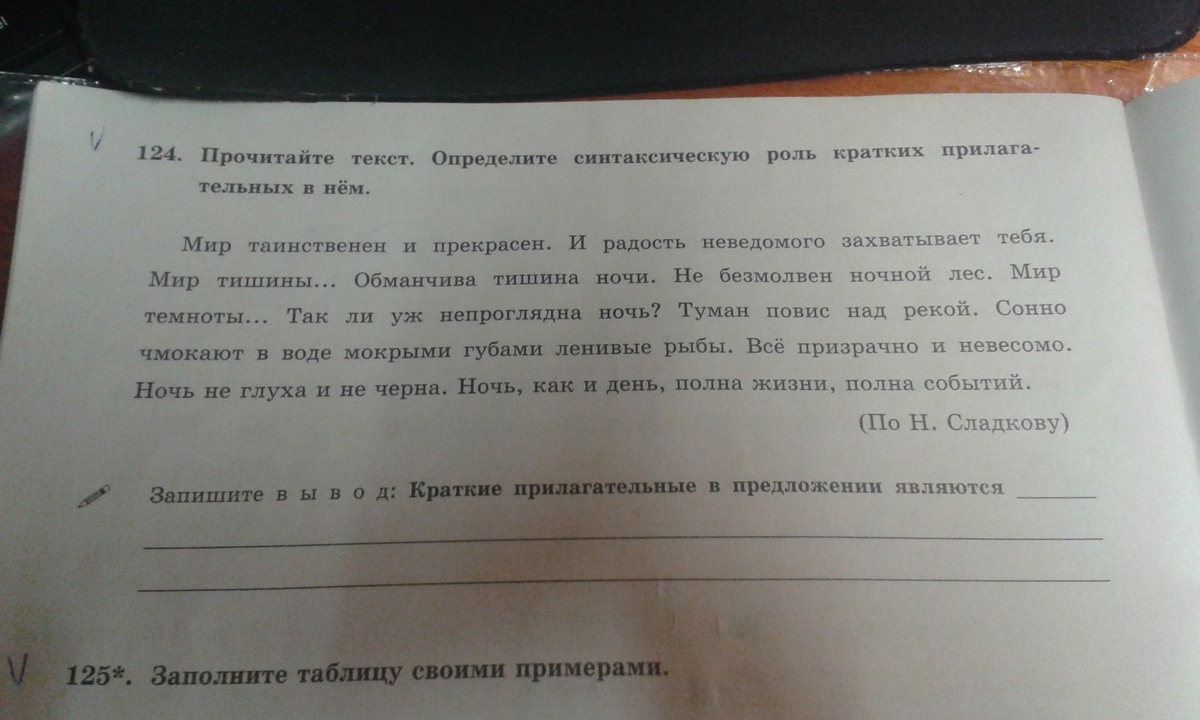 124. Прочитайте текст. Определите синтаксическую роль кратких прилага-
тельных в нём.
Мир таинственен и прекрасен. И радость неведомого захватывает тебя.
Мир тишины... Обманчива тишина ночи. Не безмолвен ночной лес. Мир
темноты... Так ли уж непроглядна ночь? Туман повис над рекой. Сонно
чмокают в воде мокрыми губами ленивые рыбы. Всё призрачно и невесомо.
Ночь не глуха и не черна. Ночь, как и день, полна жизни, полна событий.
(По Н. Сладкову)
Запишите в ы в о д: Краткие прилагательные в предложении являются ______
125*. Заполните таблицу своими примерами.